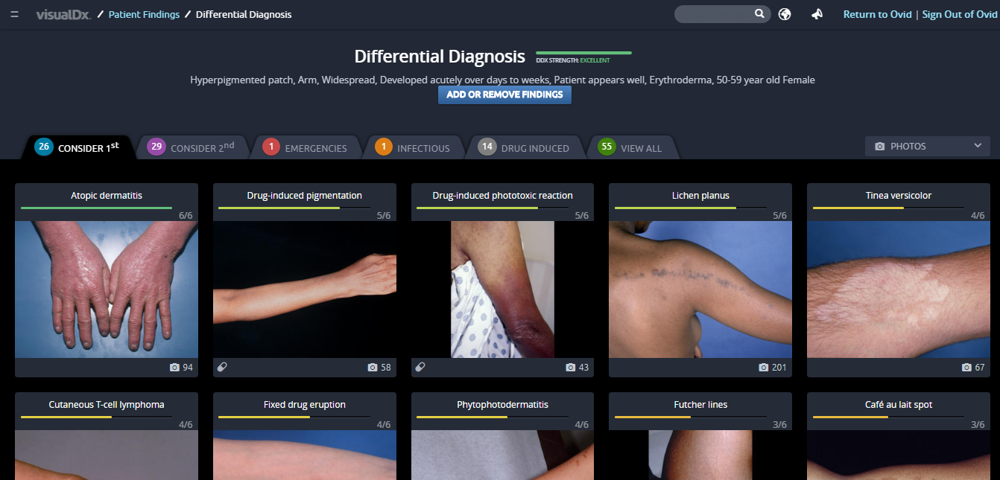 visualDx. / Patient Findings / Differential Diagnosis
Return to Ovid | Sign Out of Ovid
Differential Diagnosis
DDX STRENGTH: EXCELLENT
Hyperpigmented patch, Arm, Widespread, Developed acutely over days to weeks, Patient appears well, Erythroderma, 50-59 year old Female
ADD OR REMOVE FINDINGS
26 CONSIDER 1st 29 CONSIDER 2nd 1 EMERGENCIES 1 INFECTIOUS 14 DRUG INDUCED 55 VIEW ALL PHOTOS
Atopic dermatitis Drug-induced pigmentation Drug-induced phototoxic reaction Lichen planus Tinea versicolor
6/6 5/6 5/6 5/6 4/6
94 58 43 201 67
Cutaneous T-cell lymphoma Fixed drug eruption Phytophotodermatitis Futcher lines Café au lait spot
4/6 4/6 4/6 3/6 3/6